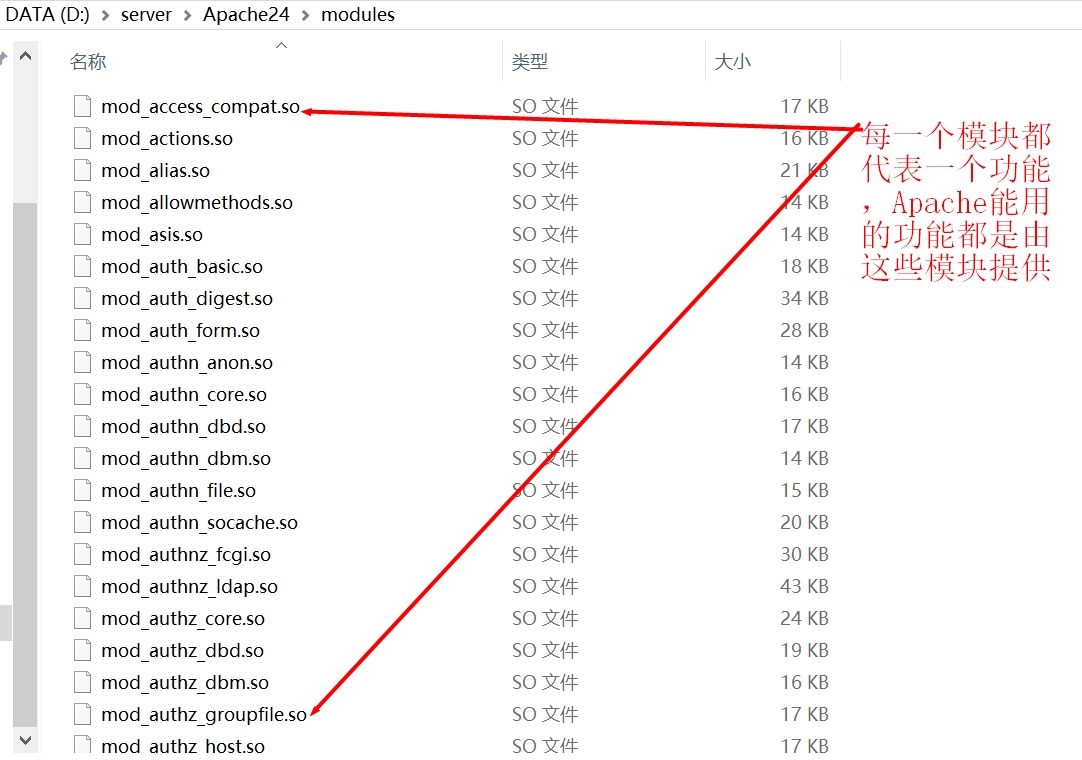 DATA (D:) > server > Apache24 > modules
名称 类型 大小
mod_access_compat.so SO 文件 17 KB
mod_actions.so SO 文件 16 KB
mod_alias.so SO 文件 21 KB
mod_allowmethods.so SO 文件 14 KB
mod_asis.so SO 文件 14 KB
mod_auth_basic.so SO 文件 18 KB
mod_auth_digest.so SO 文件 34 KB
mod_auth_form.so SO 文件 28 KB
mod_authn_anon.so SO 文件 14 KB
mod_authn_core.so SO 文件 16 KB
mod_authn_dbd.so SO 文件 17 KB
mod_authn_dbm.so SO 文件 14 KB
mod_authn_file.so SO 文件 15 KB
mod_authn_socache.so SO 文件 20 KB
mod_authnz_fcgi.so SO 文件 30 KB
mod_authnz_ldap.so SO 文件 43 KB
mod_authz_core.so SO 文件 24 KB
mod_authz_dbd.so SO 文件 19 KB
mod_authz_dbm.so SO 文件 16 KB
mod_authz_groupfile.so SO 文件 17 KB
mod_authz_host.so SO 文件 17 KB
每一个模块都
代表一个功能
，Apache能用
的功能都是由
这些模块提供